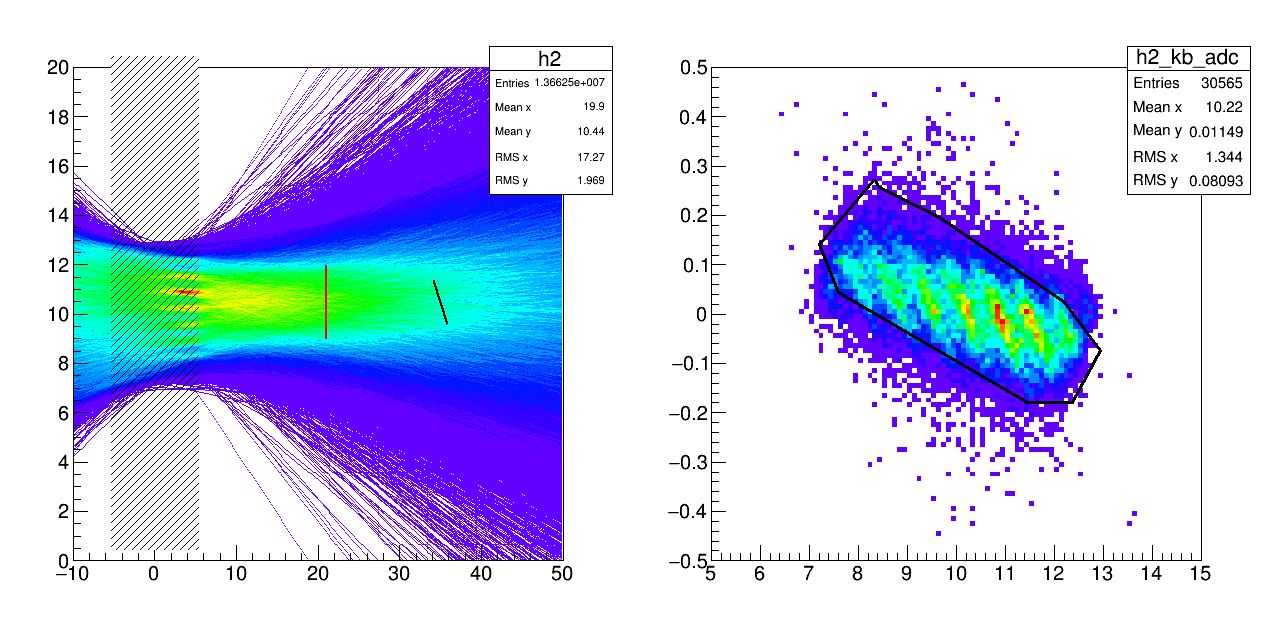 h2
Entries 1.36625e+007
Mean x 19.9
Mean y 10.44
RMS x 17.27
RMS y 1.969
20
18
16
14
12
10
8
6
4
2
0
−10 0 10 20 30 40 50
h2_kb_adc
Entries 30565
Mean x 10.22
Mean y 0.01149
RMS x 1.344
RMS y 0.08093
0.5
0.4
0.3
0.2
0.1
0
−0.1
−0.2
−0.3
−0.4
−0.5
5 6 7 8 9 10 11 12 13 14 15